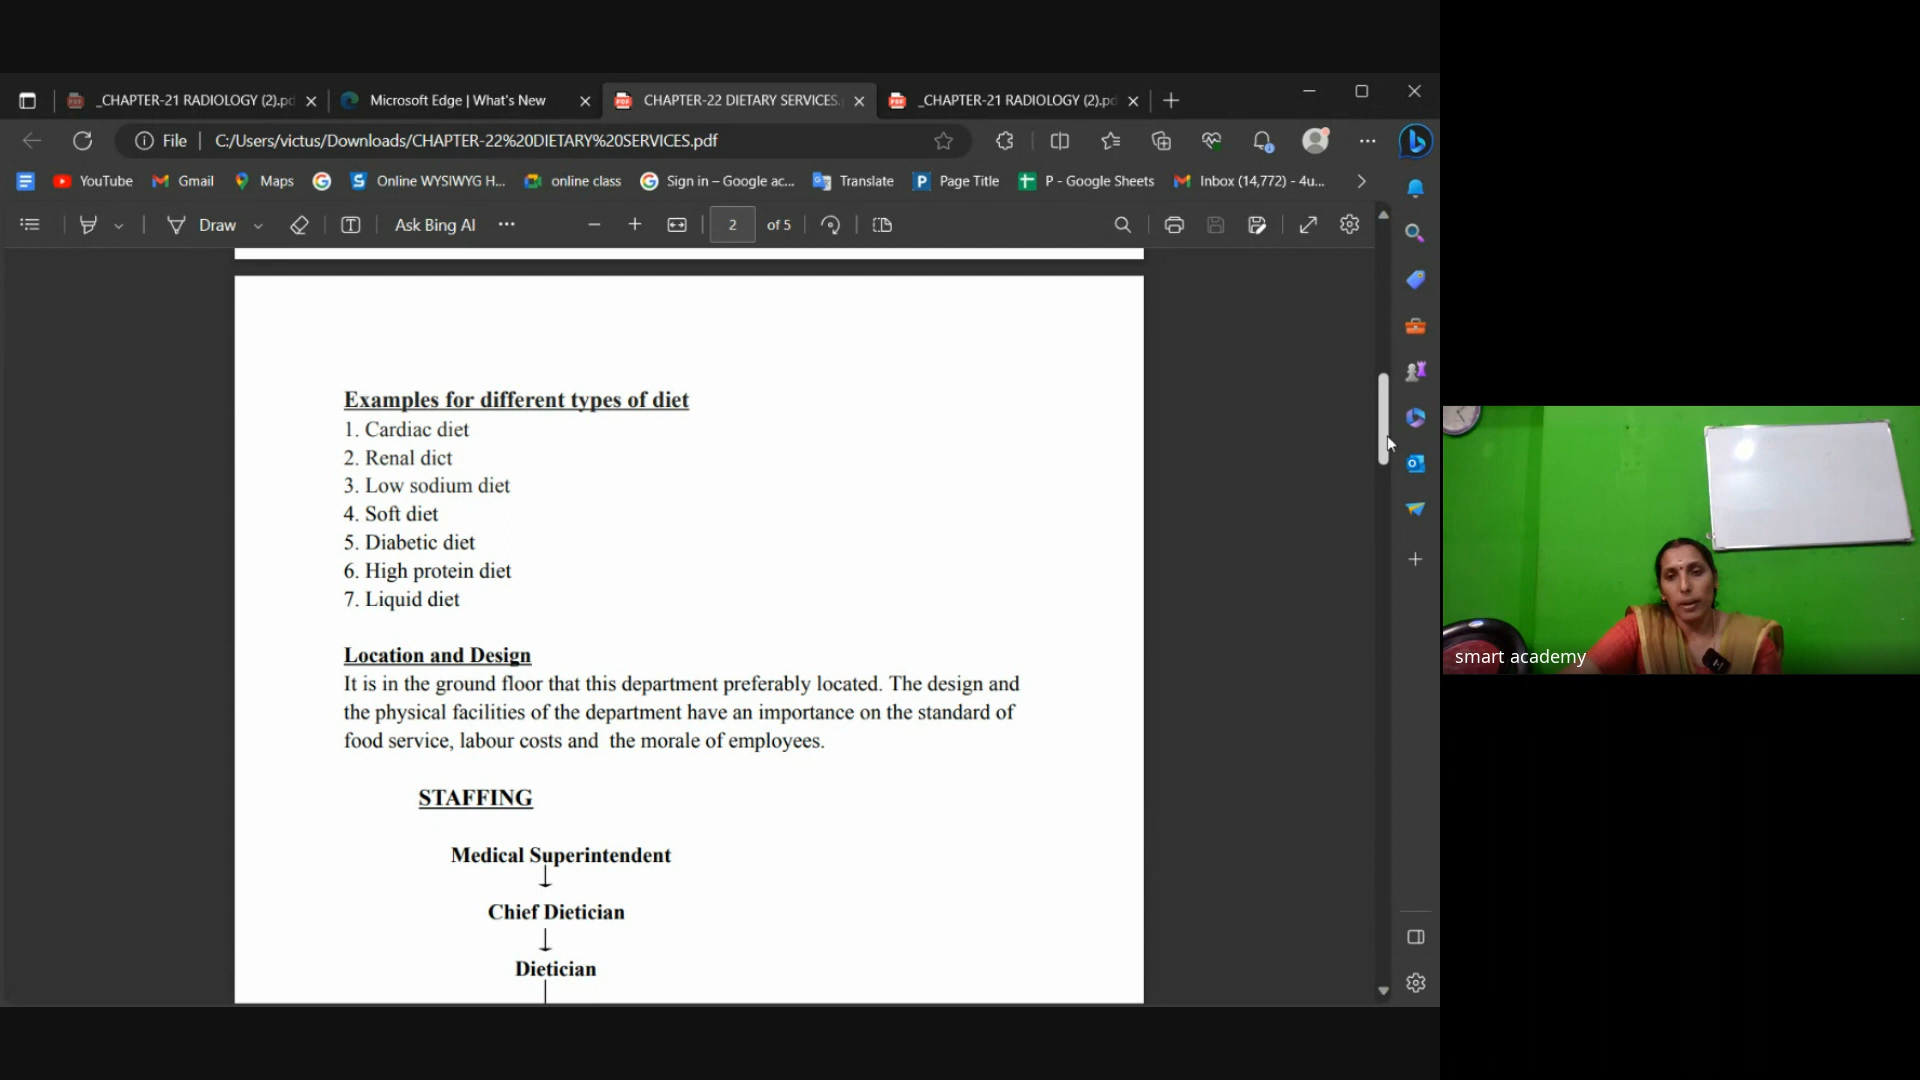 _CHAPTER-21 RADIOLOGY (2).pd
Microsoft Edge | What's New
CHAPTER-22 DIETARY SERVICES.
_CHAPTER-21 RADIOLOGY (2).pd
File
C:/Users/victus/Downloads/CHAPTER-22%20DIETARY%20SERVICES.pdf
YouTube
Gmail
Maps
Online WYSIWYG H...
online class
Sign in – Google ac...
Translate
Page Title
P - Google Sheets
Inbox (14,772) - 4u...
Draw
Ask Bing AI
2
of 5
Examples for different types of diet
1. Cardiac diet
2. Renal dict
3. Low sodium diet
4. Soft diet
5. Diabetic diet
6. High protein diet
7. Liquid diet
Location and Design
It is in the ground floor that this department preferably located. The design and
the physical facilities of the department have an importance on the standard of
food service, labour costs and the morale of employees.
STAFFING
Medical Superintendent
Chief Dietician
Dietician
smart academy